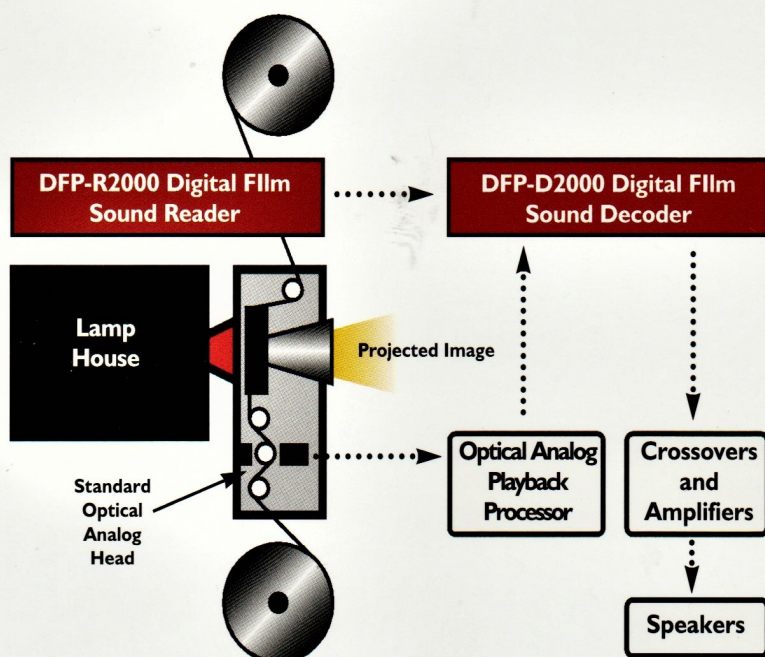 DFP-R2000 Digital FIlm
Sound Reader
DFP-D2000 Digital FIlm
Sound Decoder
Lamp
House
Projected Image
Standard
Optical
Analog
Head
Optical Analog
Playback
Processor
Crossovers
and
Amplifiers
Speakers